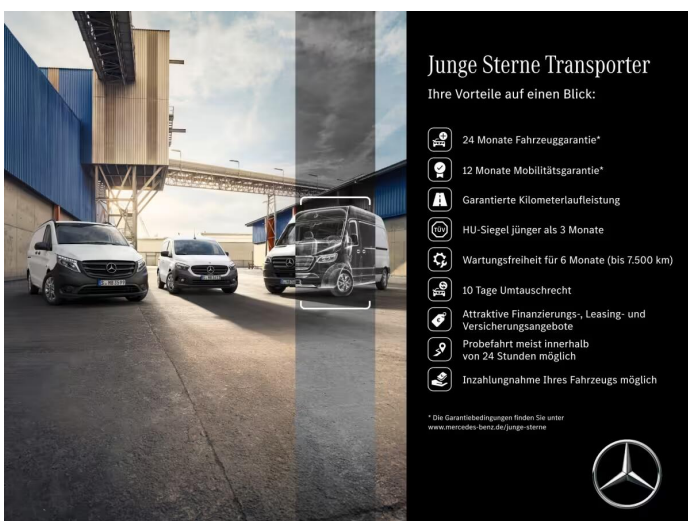 Junge Sterne Transporter
Ihre Vorteile auf einen Blick:
24 Monate Fahrzeuggarantie*
12 Monate Mobilitätsgarantie*
Garantierte Kilometerlaufleistung
TÜV
HU-Siegel jünger als 3 Monate
Wartungsfreiheit für 6 Monate (bis 7.500 km)
10 Tage Umtauschrecht
Attraktive Finanzierungs-, Leasing- und
Versicherungsangebote
Probefahrt meist innerhalb
von 24 Stunden möglich
Inzahlungnahme Ihres Fahrzeugs möglich
* Die Garantiebedingungen finden Sie unter
www.mercedes-benz.de/junge-sterne